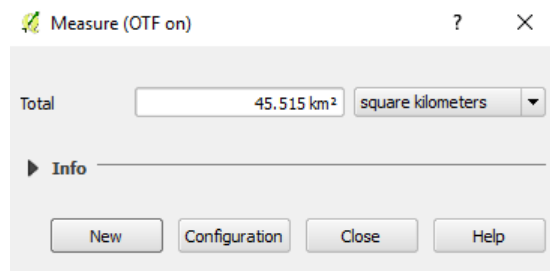 Measure (OTF on) ?
Total 45.515 km² square kilometers
Info
New Configuration Close Help